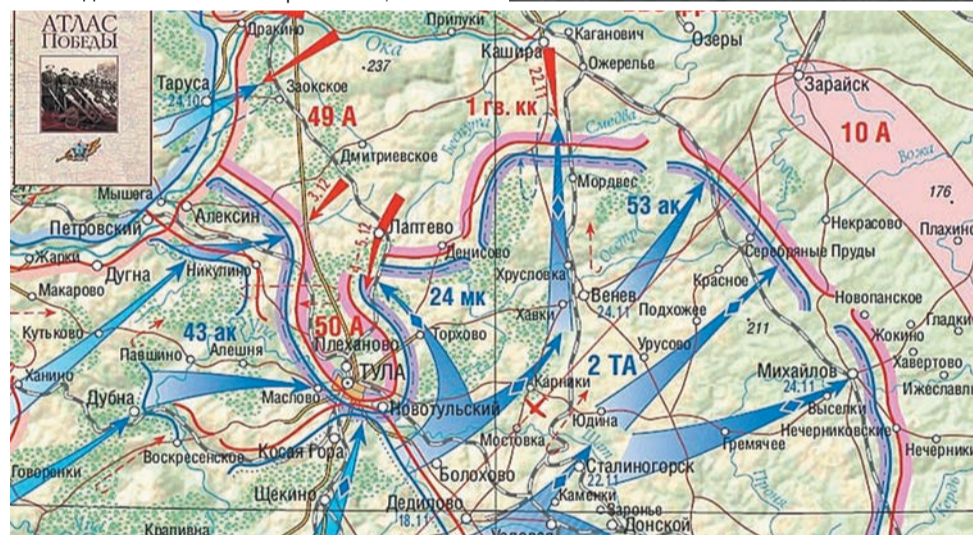 АТЛАС
ПОБЕДЫ
Дракино
Прилуки
Ока
Кашира
Каганович
Озеры
237
Ожерелье
Таруса
24.10
Заокское
49 А
22.11
1 гв. кк
Зарайск
Беспута
Смедва
10 А
Дмитриевское
Вожа
Мышега
3.12
Мордвес
176
Петровский
Алексин
Лаптево
53 ак
Некрасово
Плахино
4 - 5.12
Осетр
Серебряные Пруды
Жарки
Дугна
Никулино
Денисово
Хрусловка
Красное
Макарово
24 мк
Венев
24.11
Новопанское
Хавки
Подхожее
211
Гладки
Кутьково
43 ак
50 А
Торхово
Жокино
Павшино
Алешня
Плеханово
Урусово
Хавертово
Ханино
ТУЛА
2 ТА
Михайлов
24.11
Ижеславль
Дубна
Маслово
Карники
Новотульский
Юдина
Выселки
Мостовка
Гремячее
Нечерниковские
Воскресенское
Косая Гора
Нечерники
Говоренки
Болохово
Сталиногорск
22.11
Проня
Керць
Щекино
Каменки
Дедилово
18.11
Заронье
Донской
Крапивна